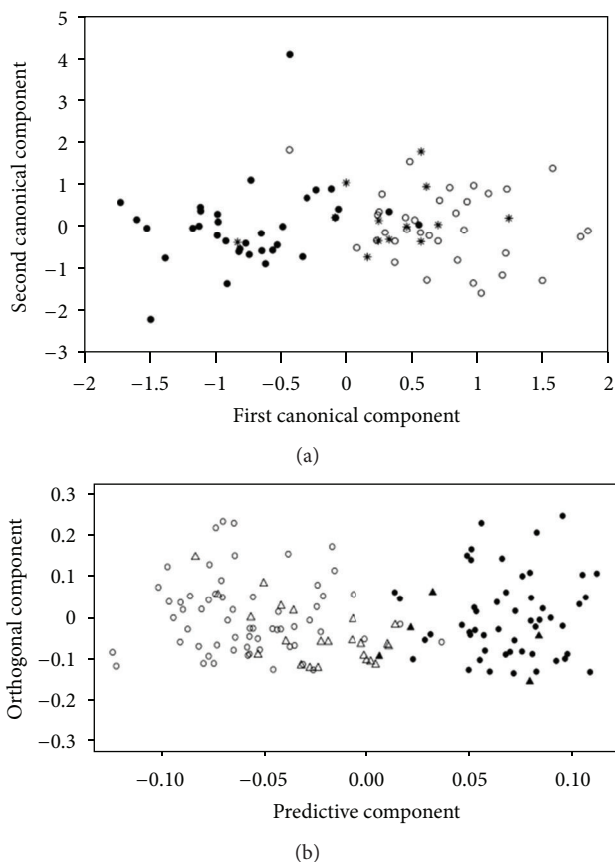 5
4
3
2
1
0
−1
−2
−3
Second canonical component
−2 −1.5 −1 −0.5 0 0.5 1 1.5 2
First canonical component
(a)
0.3
0.2
0.1
0
−0.1
−0.2
0.3
Orthogonal component
−0.10 −0.05 0.00 0.05 0.10
Predictive component
(b)